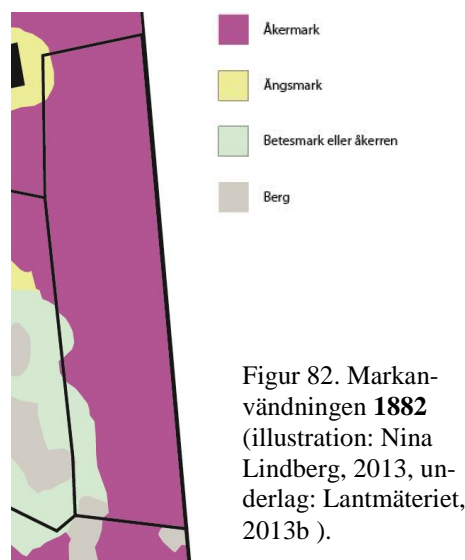 Åkermark
Ängsmark
Betesmark eller åkerren
Berg
Figur 82. Markan-
vändningen 1882
(illustration: Nina
Lindberg, 2013, un-
derlag: Lantmäteriet,
2013b ).